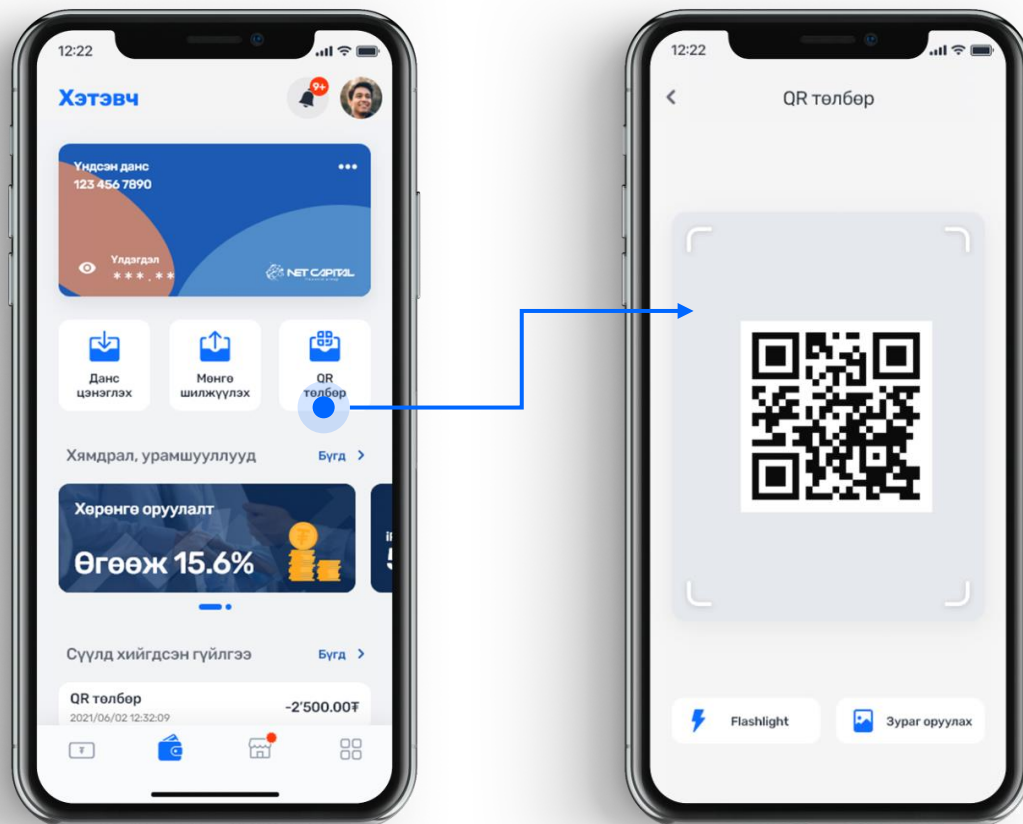 12:22
Хэтэвч
9+
Үндсэн данс
123 456 7890
Үлдэгдэл
***.**
NET CAPITAL
Данс
цэнэглэх
Мөнгө
шилжүүлэх
QR
төлбөр
Хямдрал, урамшууллууд
Бүгд >
Хөрөнгө оруулалт
Өгөөж 15.6%
Сүүлд хийгдсэн гүйлгээ
Бүгд >
QR төлбөр
2021/06/02 12:32:09
-2'500.00₮
12:22
QR төлбөр
Flashlight
Зураг оруулах